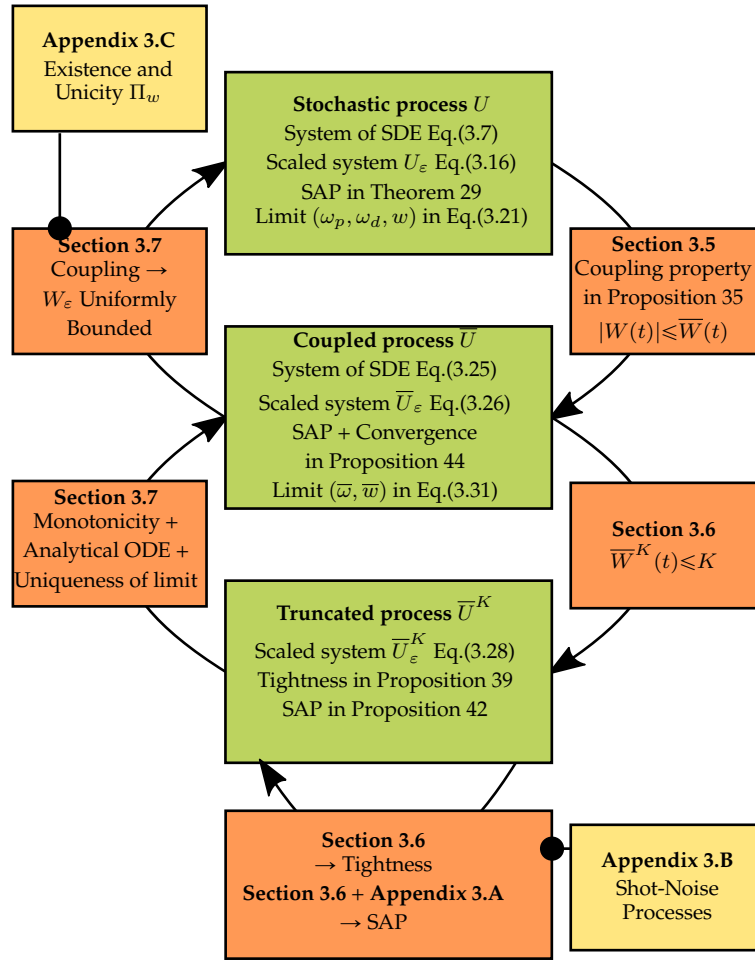 Appendix 3.C
Existence and
Unicity Π_w
Stochastic process U
System of SDE Eq.(3.7)
Scaled system U_ε Eq.(3.16)
SAP in Theorem 29
Limit (ω_p, ω_d, w) in Eq.(3.21)
Section 3.7
Coupling →
W_ε Uniformly
Bounded
Section 3.5
Coupling property
in Proposition 35
|W(t)|⩽W̅(t)
Coupled process U̅
System of SDE Eq.(3.25)
Scaled system U̅_ε Eq.(3.26)
SAP + Convergence
in Proposition 44
Limit (ω̅, w̅) in Eq.(3.31)
Section 3.7
Monotonicity +
Analytical ODE +
Uniqueness of limit
Section 3.6
W̅^K(t)⩽K
Truncated process U̅^K
Scaled system U̅_ε^K Eq.(3.28)
Tightness in Proposition 39
SAP in Proposition 42
Section 3.6
→ Tightness
Section 3.6 + Appendix 3.A
→ SAP
Appendix 3.B
Shot-Noise
Processes